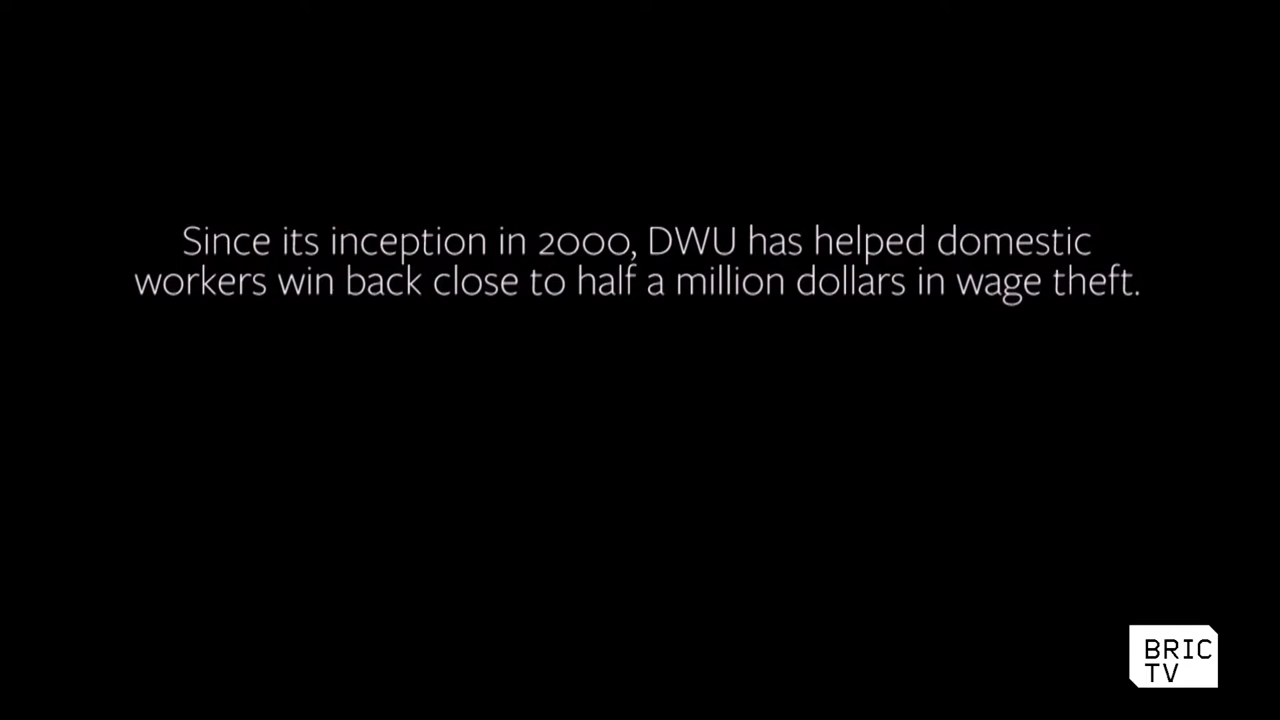 Since its inception in 2000, DWU has helped domestic
workers win back close to half a million dollars in wage theft.
BRIC
TV